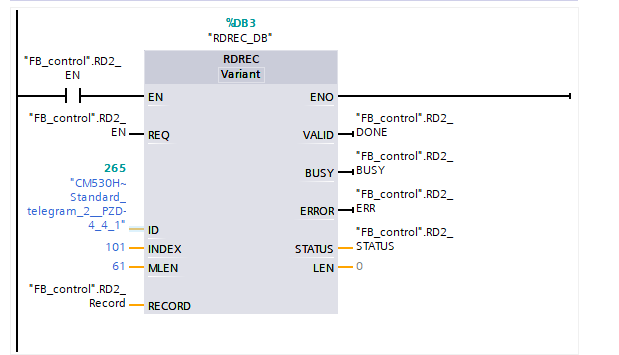 %DB3
"RDREC_DB"
"FB_control".RD2_
EN
RDREC
Variant
EN
ENO
"FB_control".RD2_
EN
REQ
VALID
"FB_control".RD2_
DONE
BUSY
"FB_control".RD2_
BUSY
265
"CM530H~
Standard_
telegram_2__PZD-
4_4_1"
ID
ERROR
"FB_control".RD2_
ERR
101
INDEX
STATUS
"FB_control".RD2_
STATUS
61
MLEN
LEN
0
"FB_control".RD2_
Record
RECORD